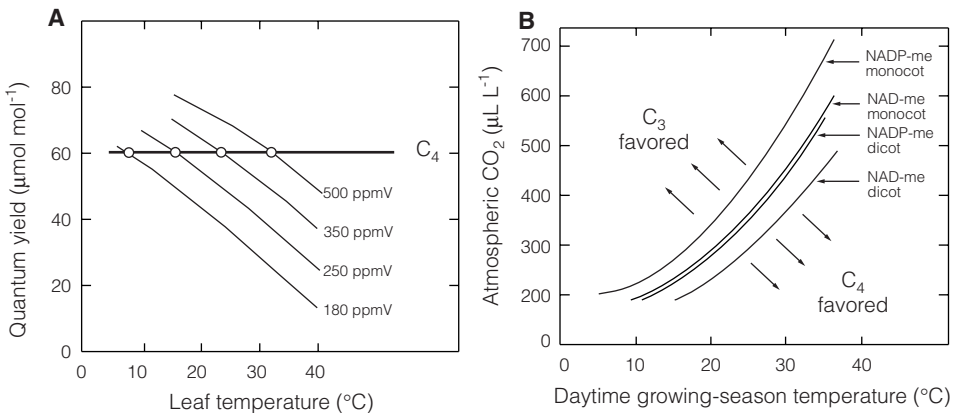 A
Quantum yield (μmol mol⁻¹)
80
60
40
20
0
0
10
20
30
40
Leaf temperature (°C)
C₄
500 ppmV
350 ppmV
250 ppmV
180 ppmV
B
Atmospheric CO₂ (μL L⁻¹)
700
600
500
400
300
200
100
0
0
10
20
30
40
Daytime growing-season temperature (°C)
C₃
favored
C₄
favored
NADP-me
monocot
NAD-me
monocot
NADP-me
dicot
NAD-me
dicot